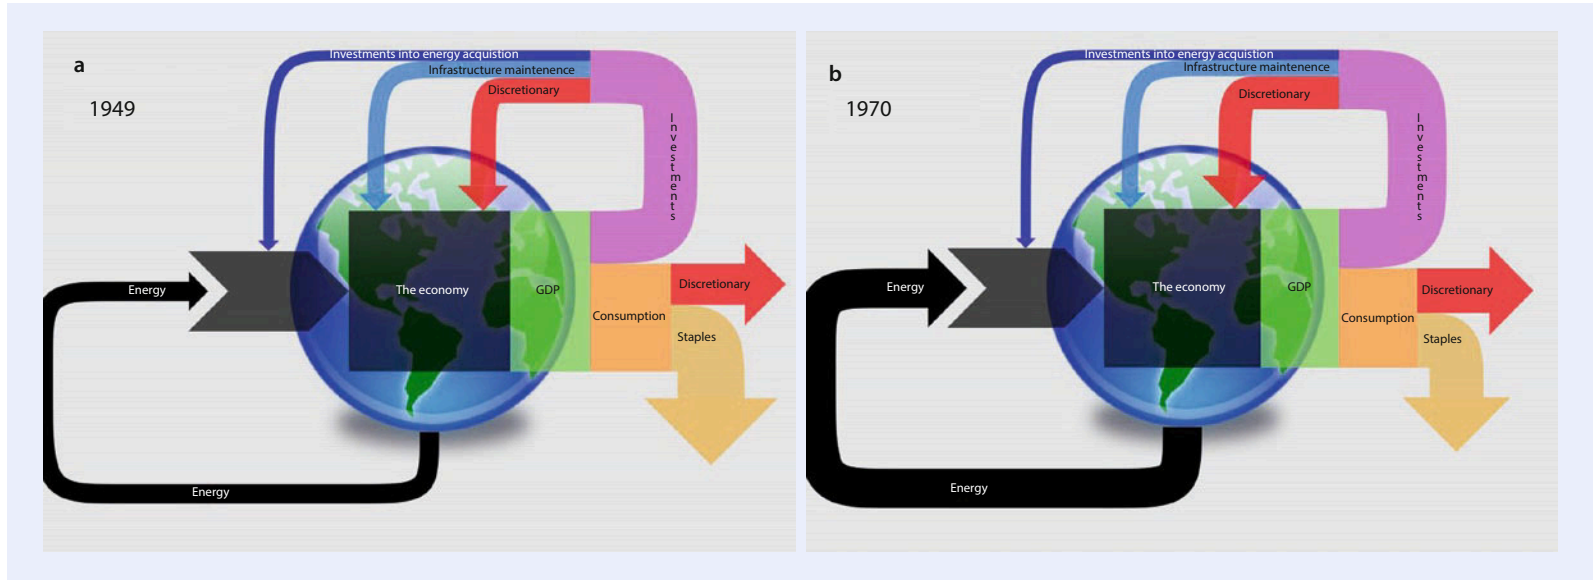 a
1949
Investments into energy acquistion
Infrastructure maintenence
Discretionary
Investments
Energy
The economy
GDP
Consumption
Discretionary
Staples
Energy
b
1970
Investments into energy acquistion
Infrastructure maintenence
Discretionary
Investments
Energy
The economy
GDP
Consumption
Discretionary
Staples
Energy